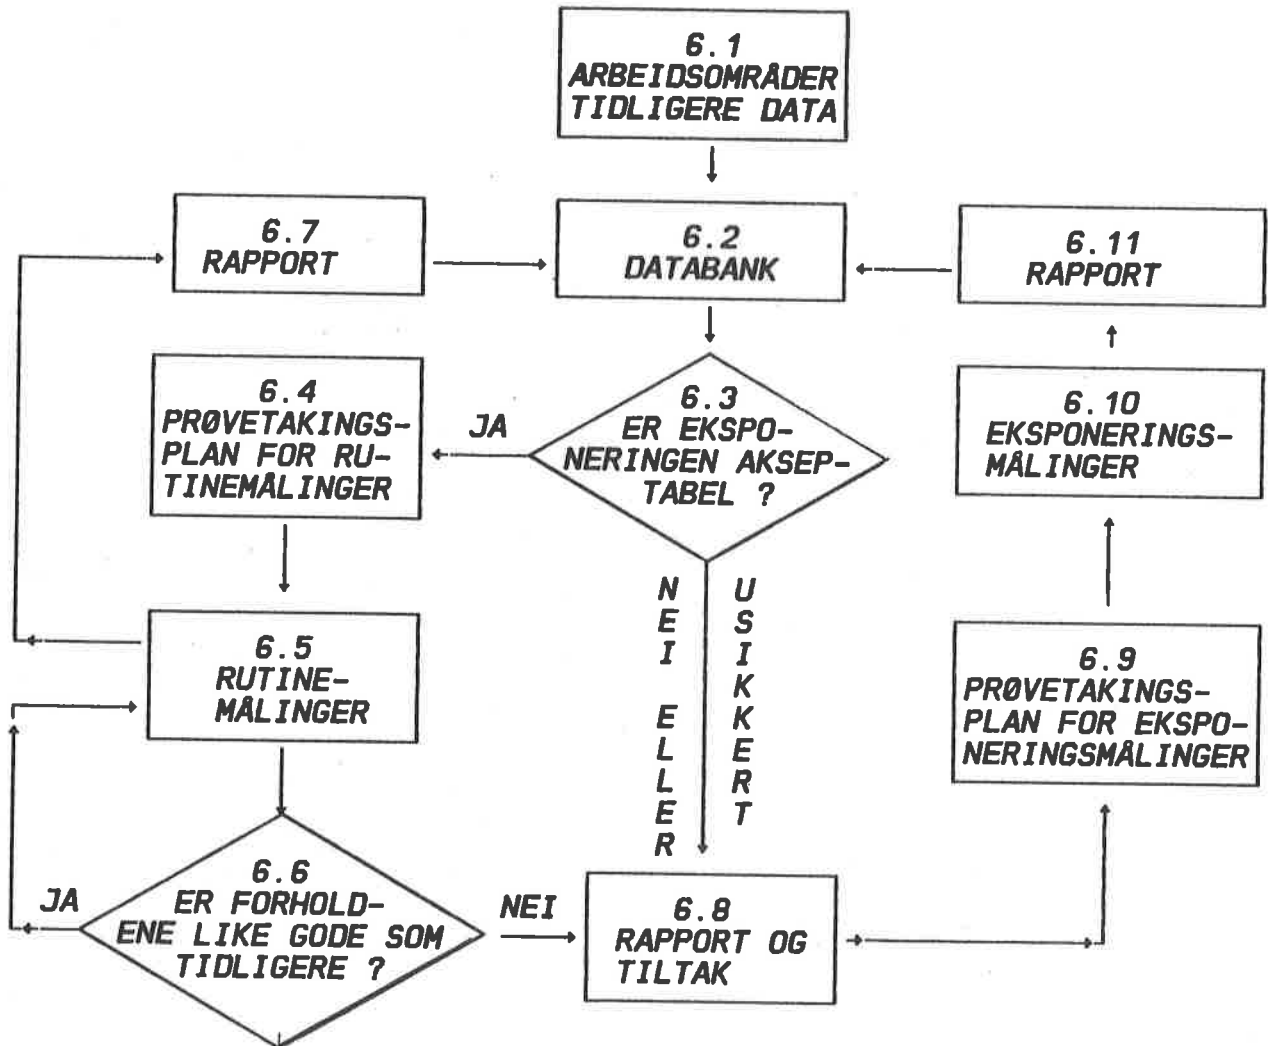 6.1
ARBEIDSOMRÅDER
TIDLIGERE DATA
6.7
RAPPORT
6.2
DATABANK
6.11
RAPPORT
6.4
PRØVETAKINGS-
PLAN FOR RU-
TINEMÅLINGER
JA
6.3
ER EKSPO-
NERINGEN AKSEP-
TABEL ?
6.10
EKSPONERINGS-
MÅLINGER
NEI ELLER
USIKKERT
6.5
RUTINE-
MÅLINGER
6.9
PRØVETAKINGS-
PLAN FOR EKSPO-
NERINGSMÅLINGER
JA
6.6
ER FORHOLD-
ENE LIKE GODE SOM
TIDLIGERE ?
NEI
6.8
RAPPORT OG
TILTAK